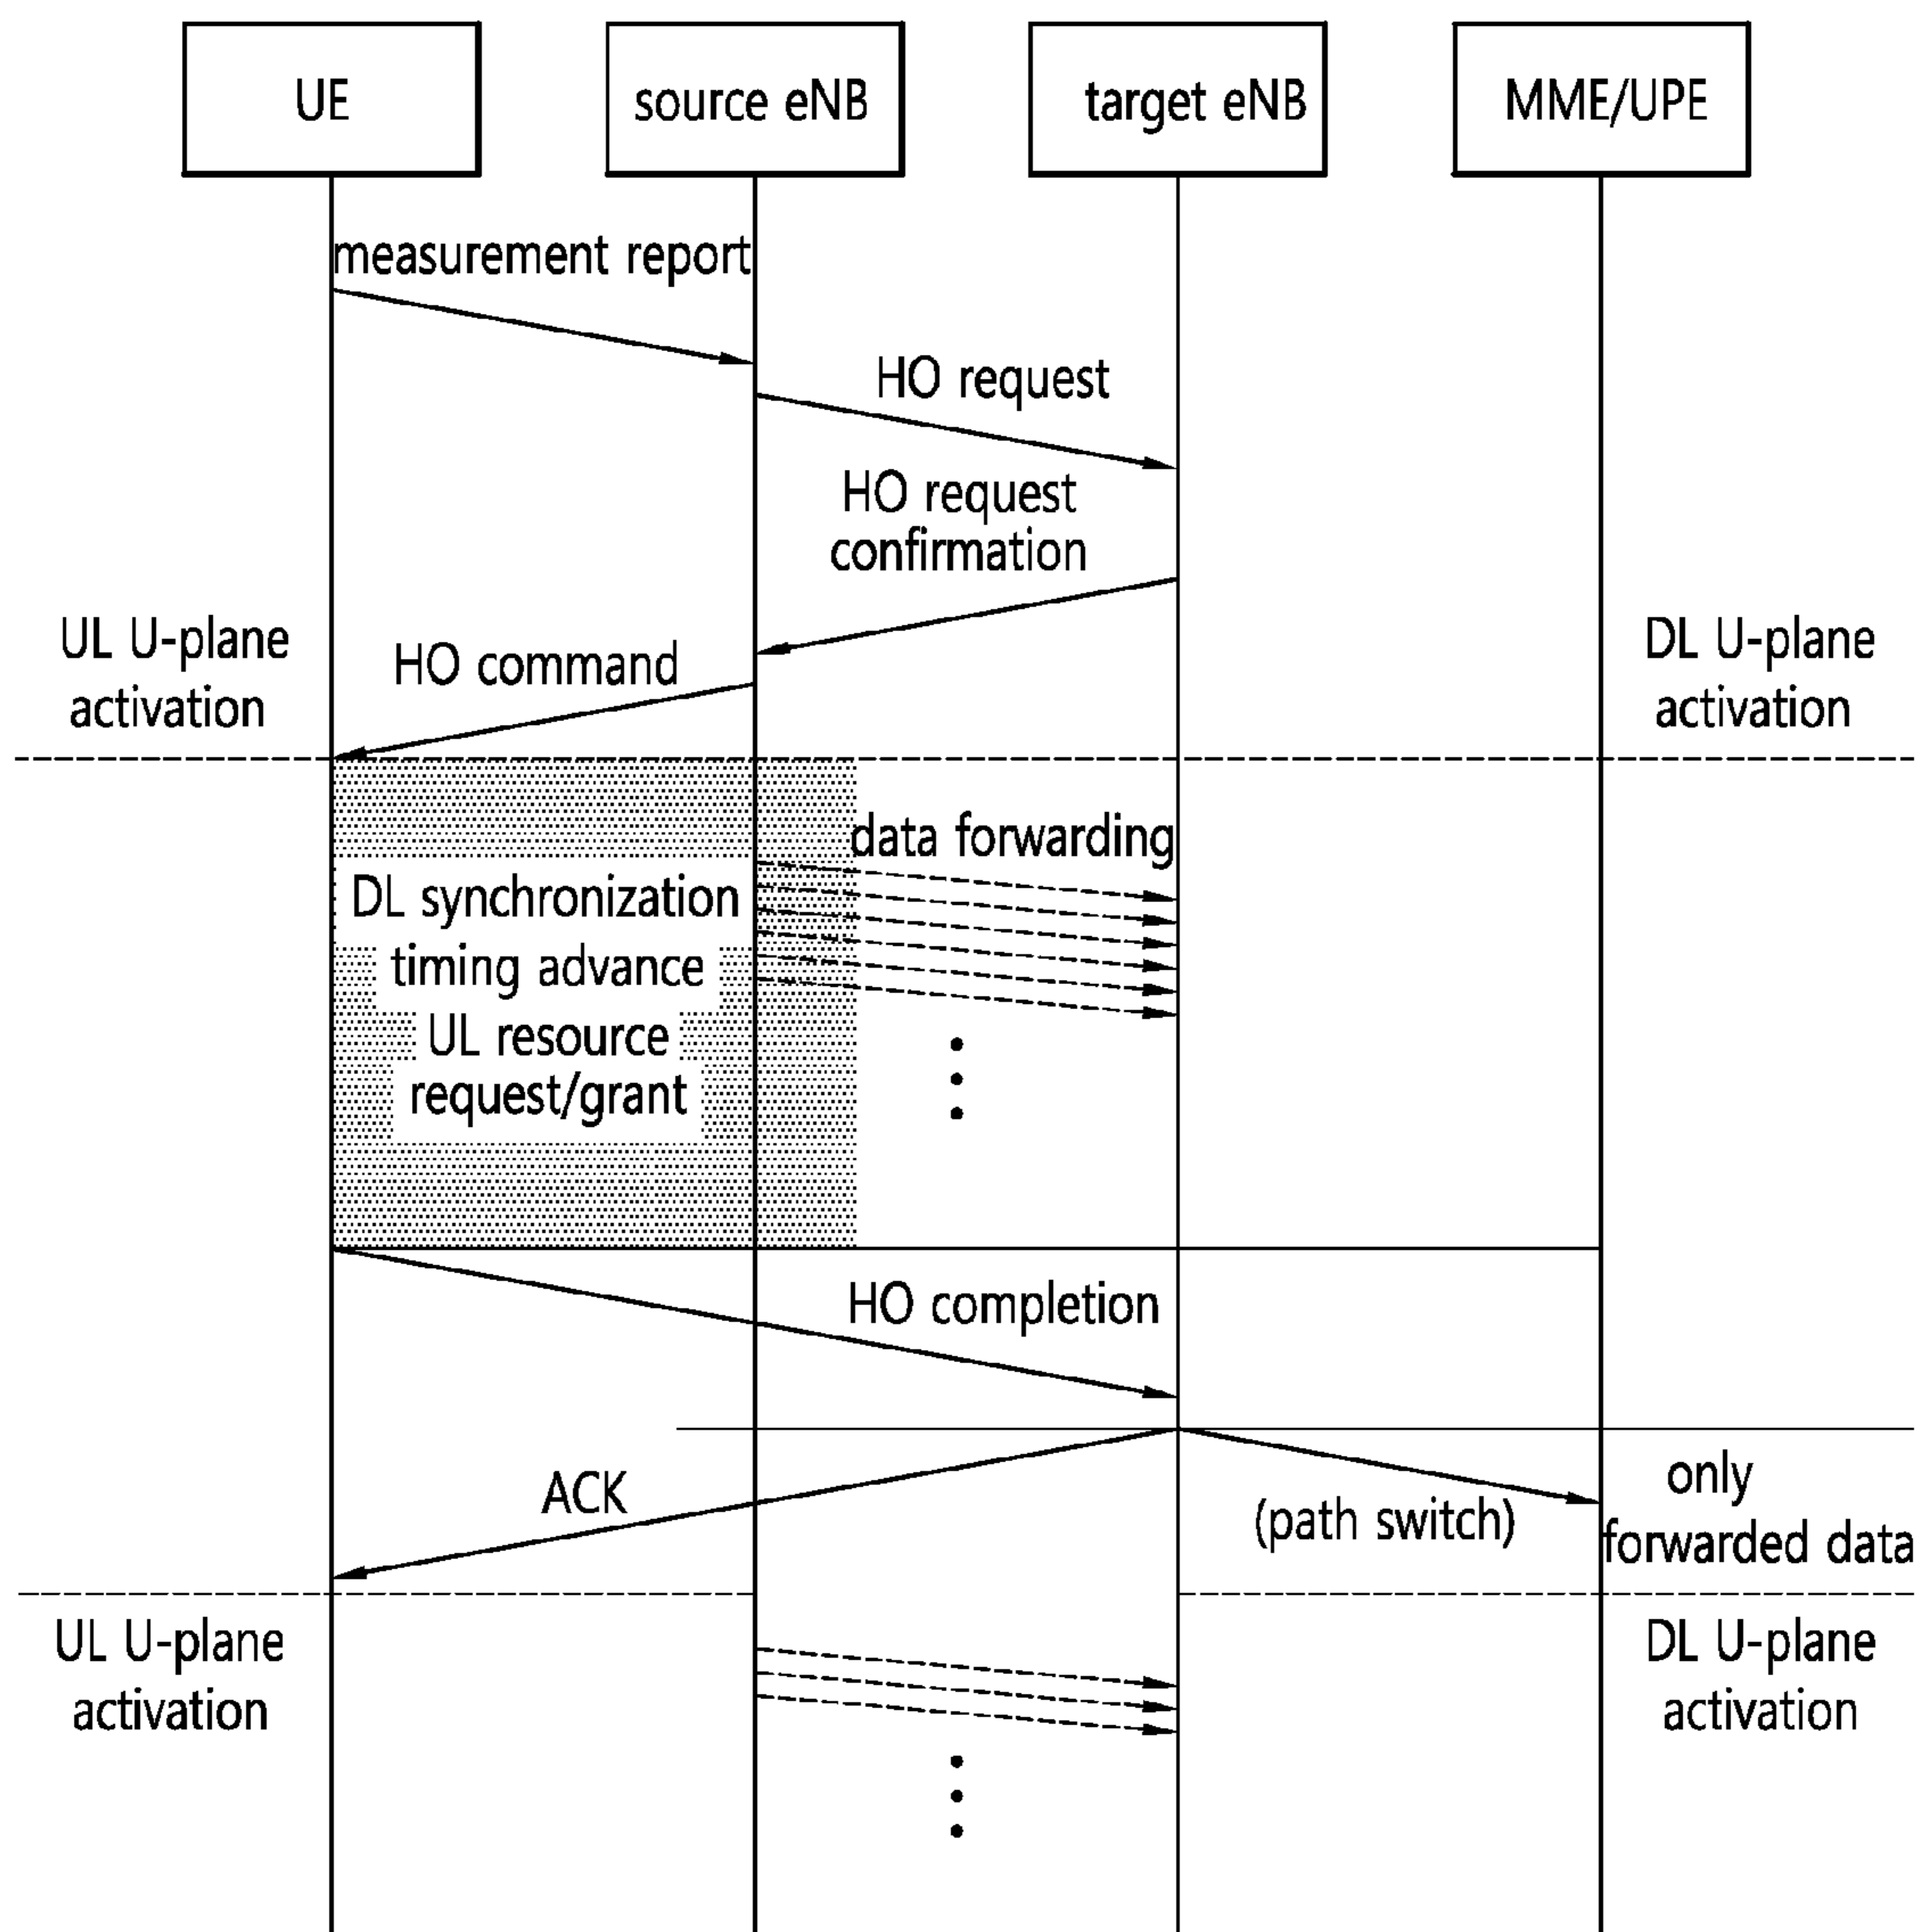 UE
source eNB
target eNB
MME/UPE
measurement report
HO request
HO request
confirmation
UL U-plane
activation
HO command
DL U-plane
activation
data forwarding
DL synchronization
timing advance
UL resource
request/grant
HO completion
ACK
(path switch)
only
forwarded data
UL U-plane
activation
DL U-plane
activation